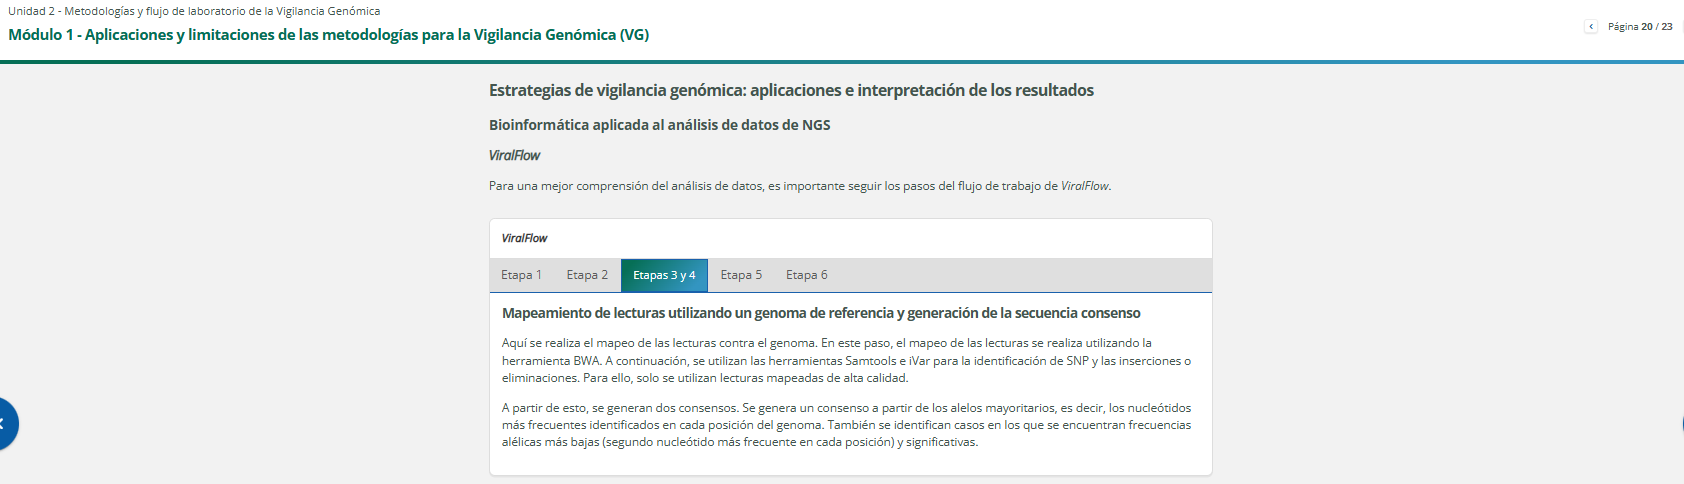 Unidad 2 - Metodologías y flujo de laboratorio de la Vigilancia Genómica
Módulo 1 - Aplicaciones y limitaciones de las metodologías para la Vigilancia Genómica (VG)
Página 20 / 23
Estrategias de vigilancia genómica: aplicaciones e interpretación de los resultados
Bioinformática aplicada al análisis de datos de NGS
ViralFlow
Para una mejor comprensión del análisis de datos, es importante seguir los pasos del flujo de trabajo de ViralFlow.
ViralFlow
Etapa 1 Etapa 2 Etapas 3 y 4 Etapa 5 Etapa 6
Mapeamiento de lecturas utilizando un genoma de referencia y generación de la secuencia consenso
Aquí se realiza el mapeo de las lecturas contra el genoma. En este paso, el mapeo de las lecturas se realiza utilizando la
herramienta BWA. A continuación, se utilizan las herramientas Samtools e iVar para la identificación de SNP y las inserciones o
eliminaciones. Para ello, solo se utilizan lecturas mapeadas de alta calidad.
A partir de esto, se generan dos consensos. Se genera un consenso a partir de los alelos mayoritarios, es decir, los nucleótidos
más frecuentes identificados en cada posición del genoma. También se identifican casos en los que se encuentran frecuencias
alélicas más bajas (segundo nucleótido más frecuente en cada posición) y significativas.